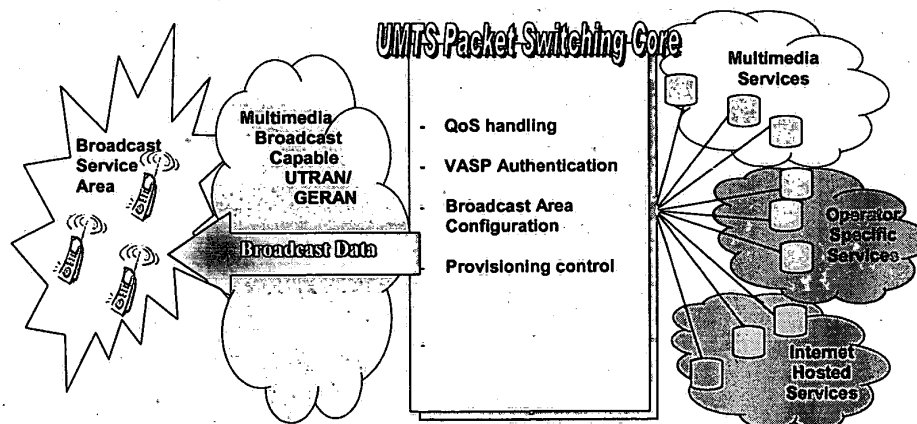 UMTS Packet Switching Core
Broadcast
Service
Area
Multimedia
Broadcast
Capable
UTRAN/
GERAN
Broadcast Data
- QoS handling
- VASP Authentication
- Broadcast Area
Configuration
- Provisioning control
-
Multimedia
Services
Operator
Specific
Services
Internet
Hosted
Services